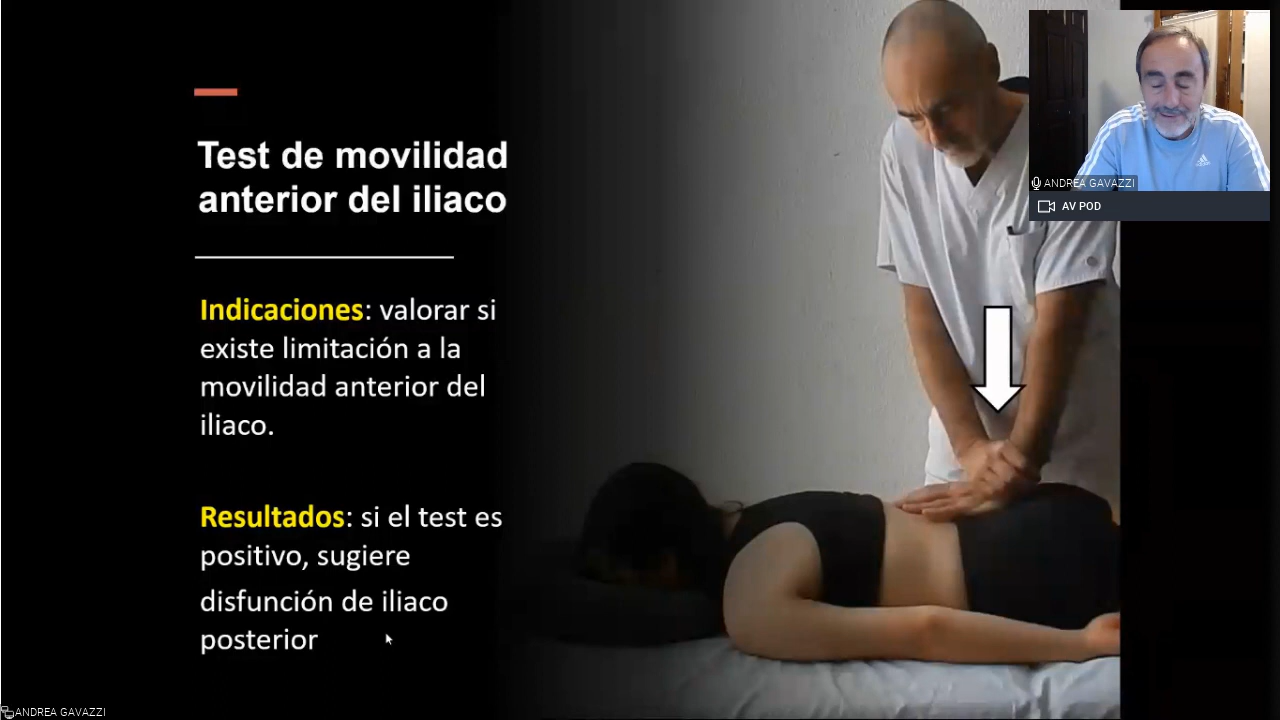 Test de movilidad
anterior del iliaco
Indicaciones: valorar si
existe limitación a la
movilidad anterior del
iliaco.
Resultados: si el test es
positivo, sugiere
disfunción de iliaco
posterior
adidas
ANDREA GAVAZZI
AV POD
ANDREA GAVAZZI